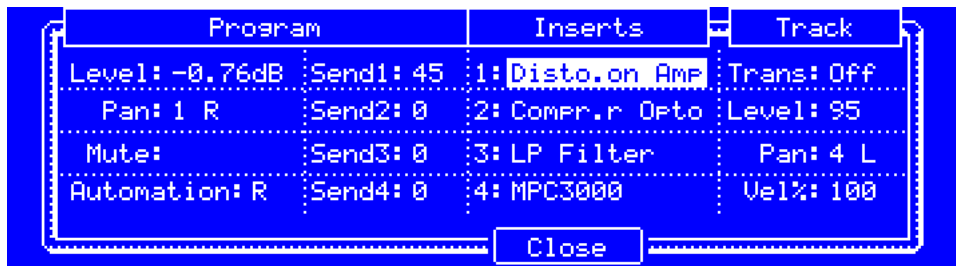 Program Inserts Track
Level: -0.76dB Send1: 45 1: Disto.on Amp Trans: Off
Pan: 1 R Send2: 0 2: Compr.r Opto Level: 95
Mute: Send3: 0 3: LP Filter Pan: 4 L
Automation: R Send4: 0 4: MPC3000 Vel%: 100
Close